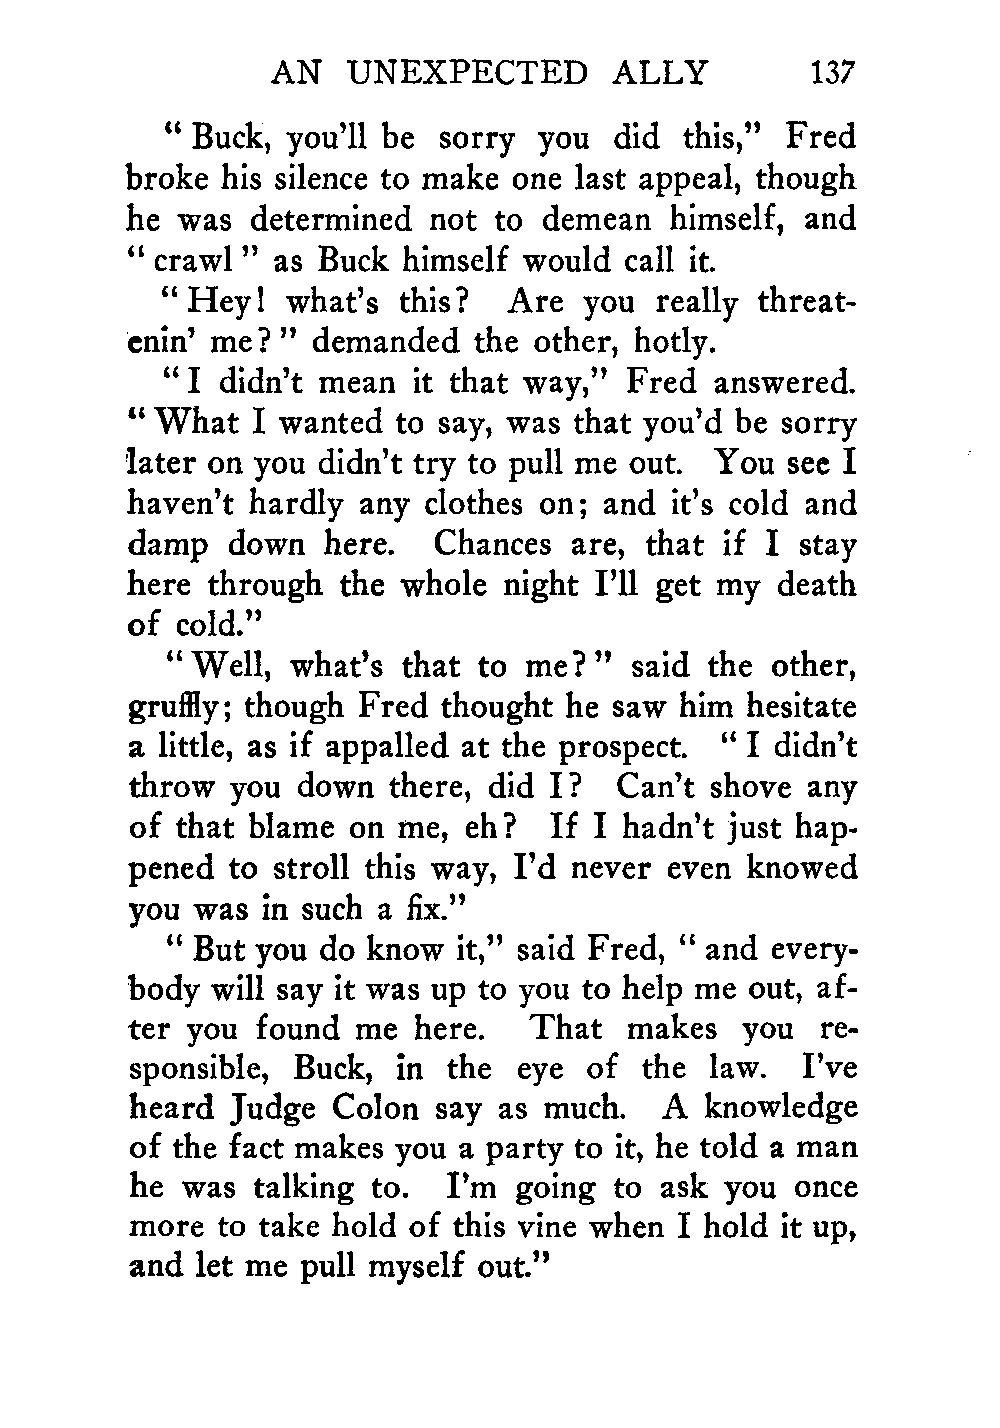 AN UNEXPECTED ALLY 137
" Buck, you'll be sorry you did this," Fred
broke his silence to make one last appeal, though
he was determined not to demean himself, and
" crawl " as Buck himself would call it.
" Hey! what's this? Are you really threat-
enin' me? " demanded the other, hotly.
" I didn't mean it that way," Fred answered.
" What I wanted to say, was that you'd be sorry
later on you didn't try to pull me out. You see I
haven't hardly any clothes on; and it's cold and
damp down here. Chances are, that if I stay
here through the whole night I'll get my death
of cold."
" Well, what's that to me? " said the other,
gruffly; though Fred thought he saw him hesitate
a little, as if appalled at the prospect. " I didn't
throw you down there, did I? Can't shove any
of that blame on me, eh? If I hadn't just hap-
pened to stroll this way, I'd never even knowed
you was in such a fix."
" But you do know it," said Fred, " and every-
body will say it was up to you to help me out, af-
ter you found me here. That makes you re-
sponsible, Buck, in the eye of the law. I've
heard Judge Colon say as much. A knowledge
of the fact makes you a party to it, he told a man
he was talking to. I'm going to ask you once
more to take hold of this vine when I hold it up,
and let me pull myself out."